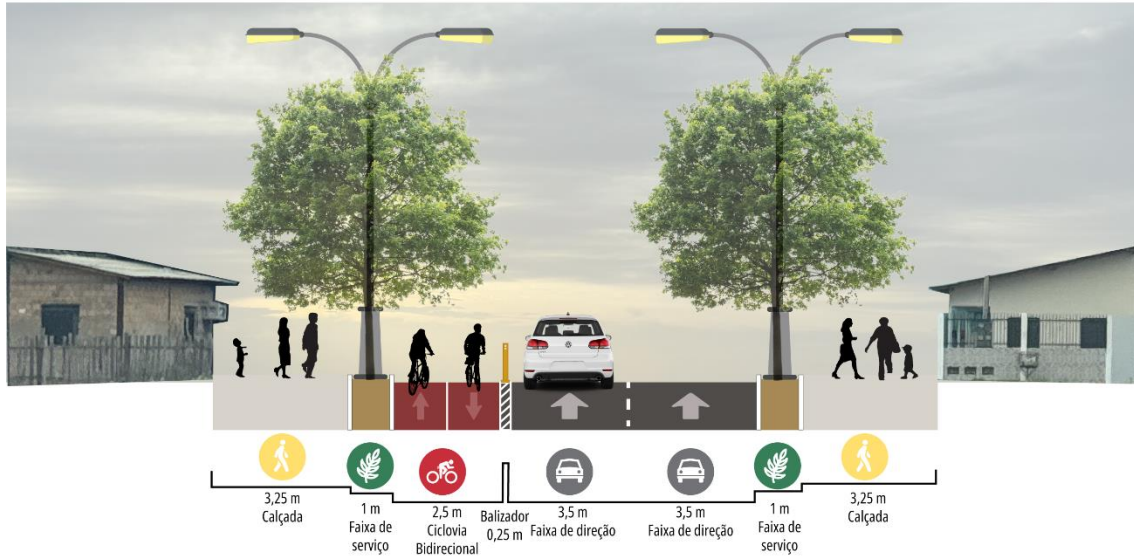 3,25 m
Calçada
1 m
Faixa de
serviço
2,5 m
Ciclovia
Bidirecional
Balizador
0,25 m
3,5 m
Faixa de direção
3,5 m
Faixa de direção
1 m
Faixa de
serviço
3,25 m
Calçada